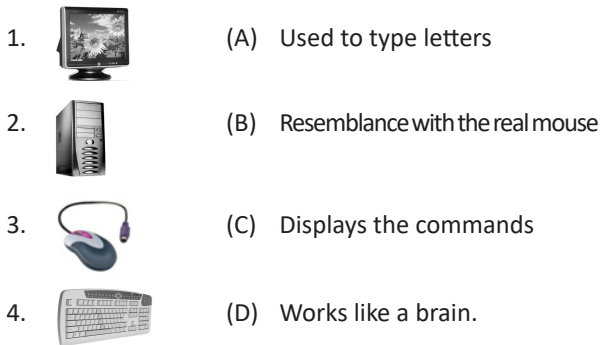 1. (A) Used to type letters
2. (B) Resemblance with the real mouse
3. (C) Displays the commands
4. (D) Works like a brain.